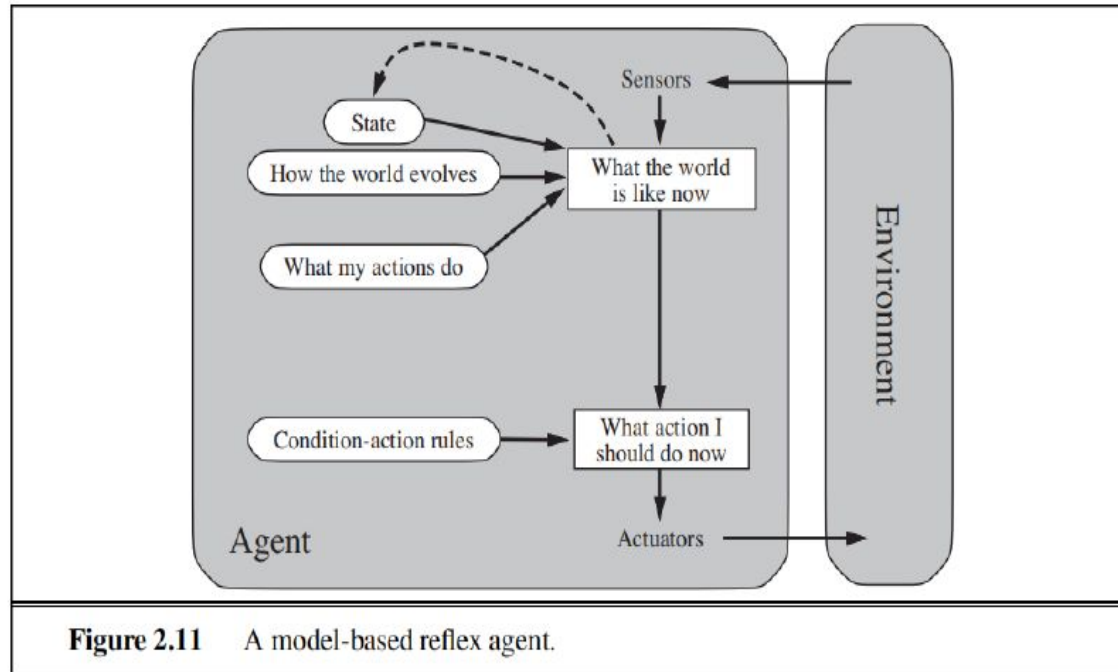 Sensors
State
What the world
is like now
How the world evolves
What my actions do
Environment
Condition-action rules
What action I
should do now
Agent
Actuators
Figure 2.11 A model-based reflex agent.